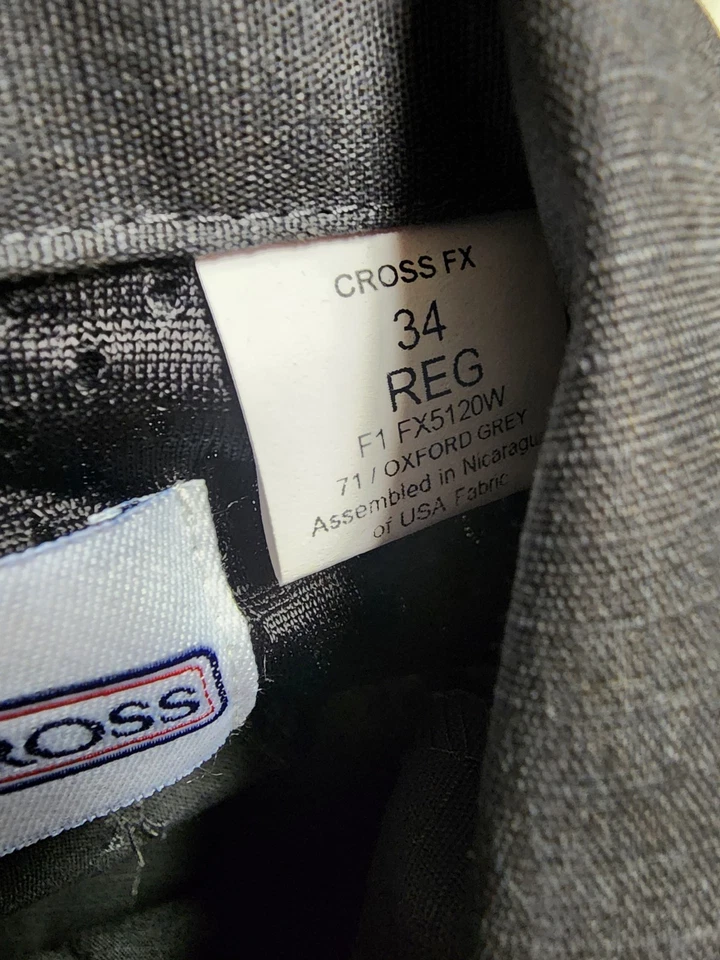 CROSS FX
34
REG
F1 FX5120W
71 / OXFORD GREY
Assembled in Nicaragu
of USA Fabric
ROSS